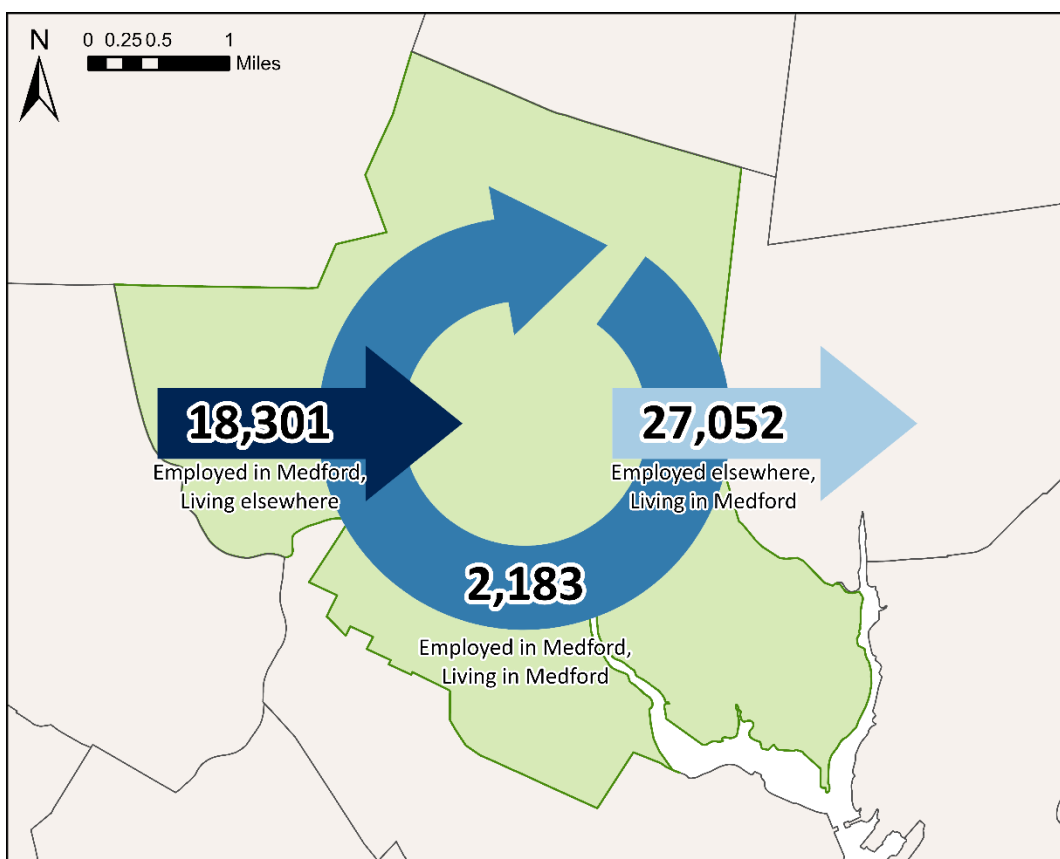 N
0 0.25 0.5 1
Miles
18,301
Employed in Medford,
Living elsewhere
27,052
Employed elsewhere,
Living in Medford
2,183
Employed in Medford,
Living in Medford